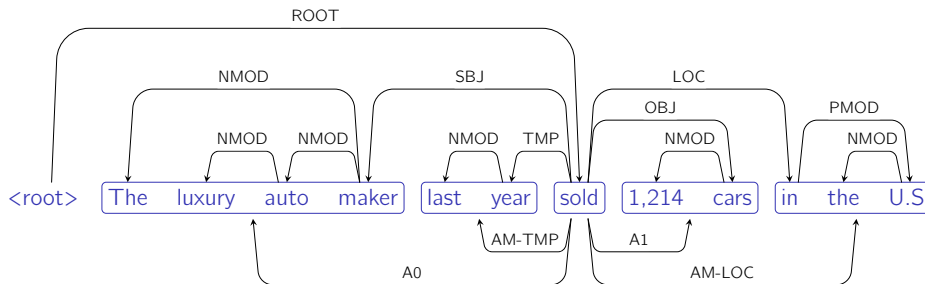 ROOT
NMOD SBJ LOC
OBJ PMOD
NMOD NMOD NMOD TMP NMOD NMOD
<root> The luxury auto maker last year sold 1,214 cars in the U.S
AM-TMP A1
A0 AM-LOC